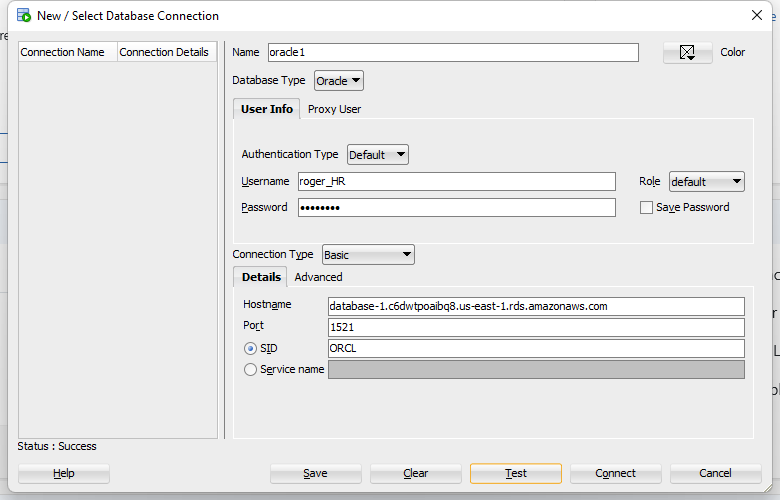 New / Select Database Connection
Connection Name Connection Details
Name oracle1 Color
Database Type Oracle
User Info Proxy User
Authentication Type Default
Username roger_HR Role default
Password •••••••• Save Password
Connection Type Basic
Details Advanced
Hostname database-1.c6dwtpoaibq8.us-east-1.rds.amazonaws.com
Port 1521
SID ORCL
Service name
Status : Success
Help Save Clear Test Connect Cancel